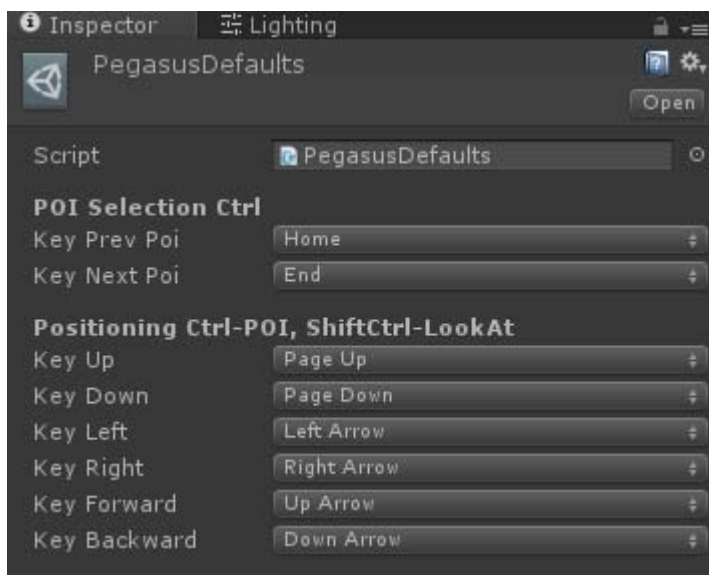 Inspector Lighting
PegasusDefaults
Open
Script PegasusDefaults
POI Selection Ctrl
Key Prev Poi Home
Key Next Poi End
Positioning Ctrl-POI, ShiftCtrl-LookAt
Key Up Page Up
Key Down Page Down
Key Left Left Arrow
Key Right Right Arrow
Key Forward Up Arrow
Key Backward Down Arrow